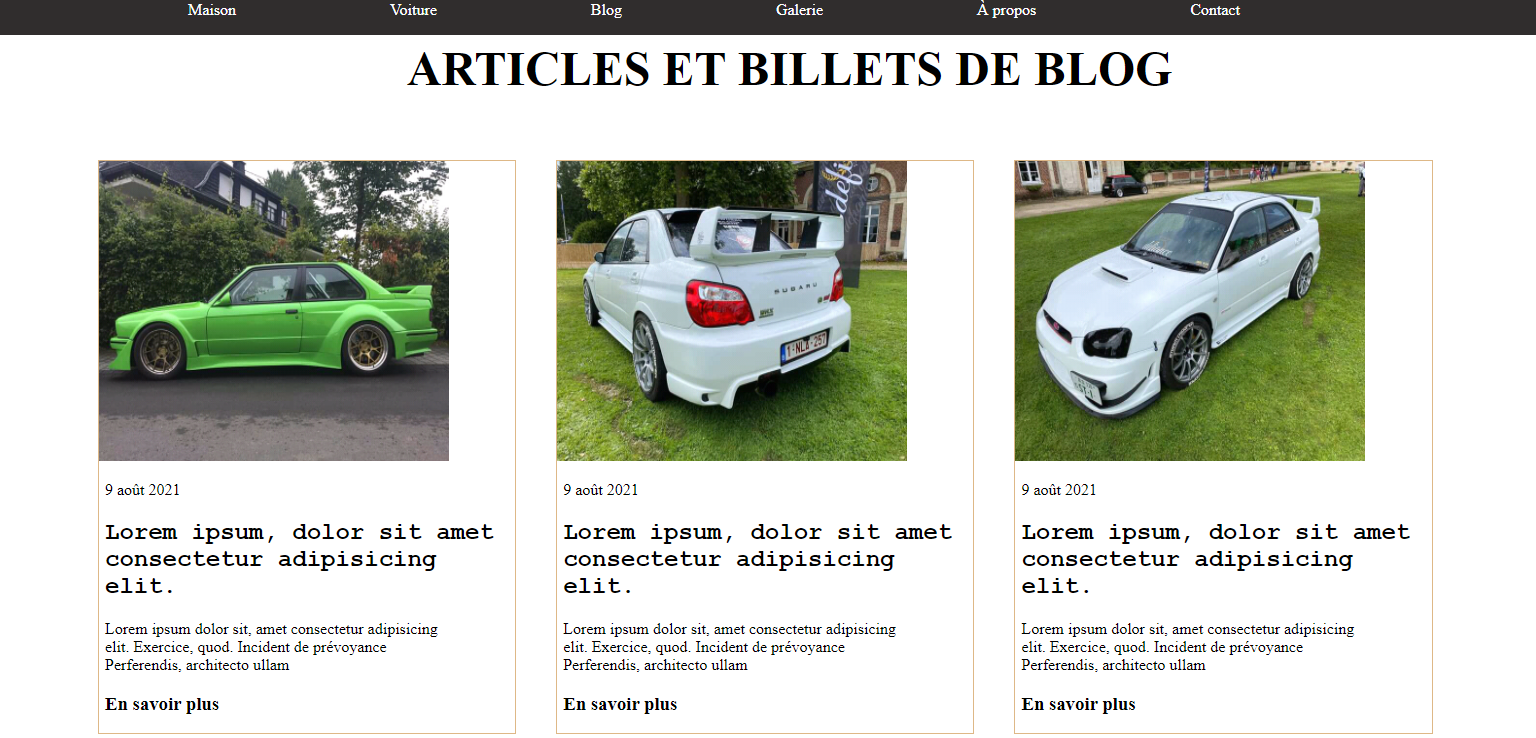 Maison Voiture Blog Galerie À propos Contact
ARTICLES ET BILLETS DE BLOG
defi
SUBARU
WRX
1-NLA-257
9 août 2021
Lorem ipsum, dolor sit amet
consectetur adipisicing
elit.
Lorem ipsum dolor sit, amet consectetur adipisicing
elit. Exercice, quod. Incident de prévoyance
Perferendis, architecto ullam
En savoir plus
9 août 2021
Lorem ipsum, dolor sit amet
consectetur adipisicing
elit.
Lorem ipsum dolor sit, amet consectetur adipisicing
elit. Exercice, quod. Incident de prévoyance
Perferendis, architecto ullam
En savoir plus
9 août 2021
Lorem ipsum, dolor sit amet
consectetur adipisicing
elit.
Lorem ipsum dolor sit, amet consectetur adipisicing
elit. Exercice, quod. Incident de prévoyance
Perferendis, architecto ullam
En savoir plus